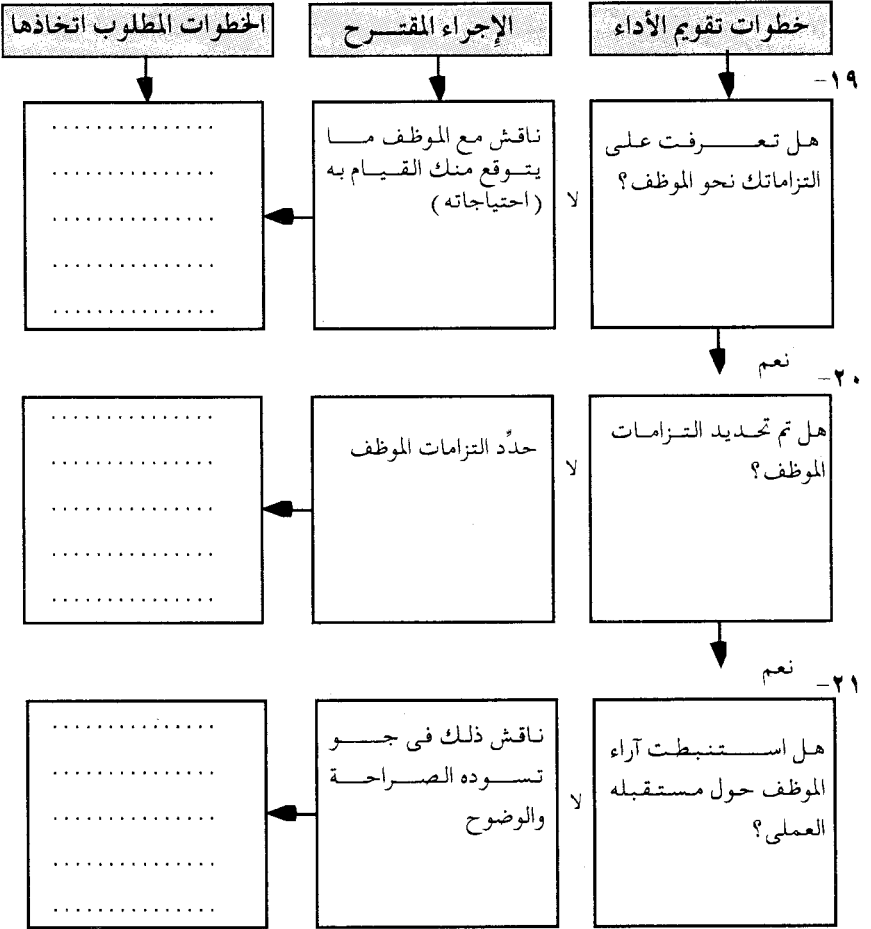 خطوات تقويم الأداء
الإجراء المقترح
الخطوات المطلوب اتخاذها
١٩-
هل تعرفت على
التزاماتك نحو الموظف؟
لا
ناقش مع الموظف ما
يتوقع منك القيام به
(احتياجاته)
...............
...............
...............
...............
...............
نعم
٢٠-
هل تم تحديد التزامات
الموظف؟
لا
حدِّد التزامات الموظف
...............
...............
...............
...............
...............
نعم
٢١-
هل استنبطت آراء
الموظف حول مستقبله
العملى؟
لا
ناقش ذلك فى جو
تسوده الصراحة
والوضوح
...............
...............
...............
...............
...............